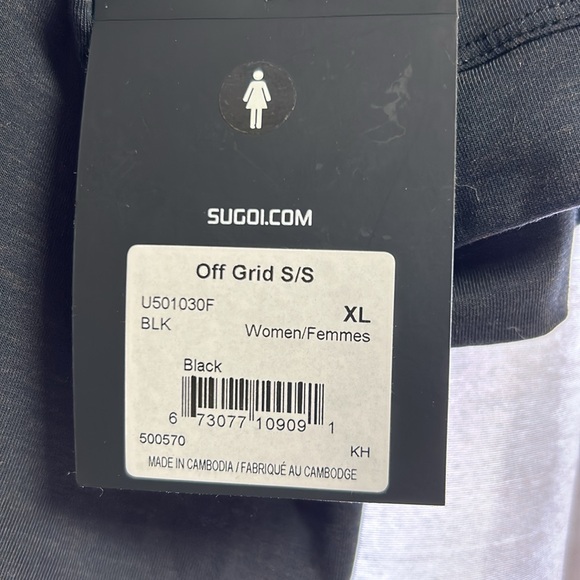 SUGOI.COM
Off Grid S/S
U501030F
XL
BLK
Women/Femmes
Black
6 73077 10909 1
500570
KH
MADE IN CAMBODIA / FABRIQUÉ AU CAMBODGE